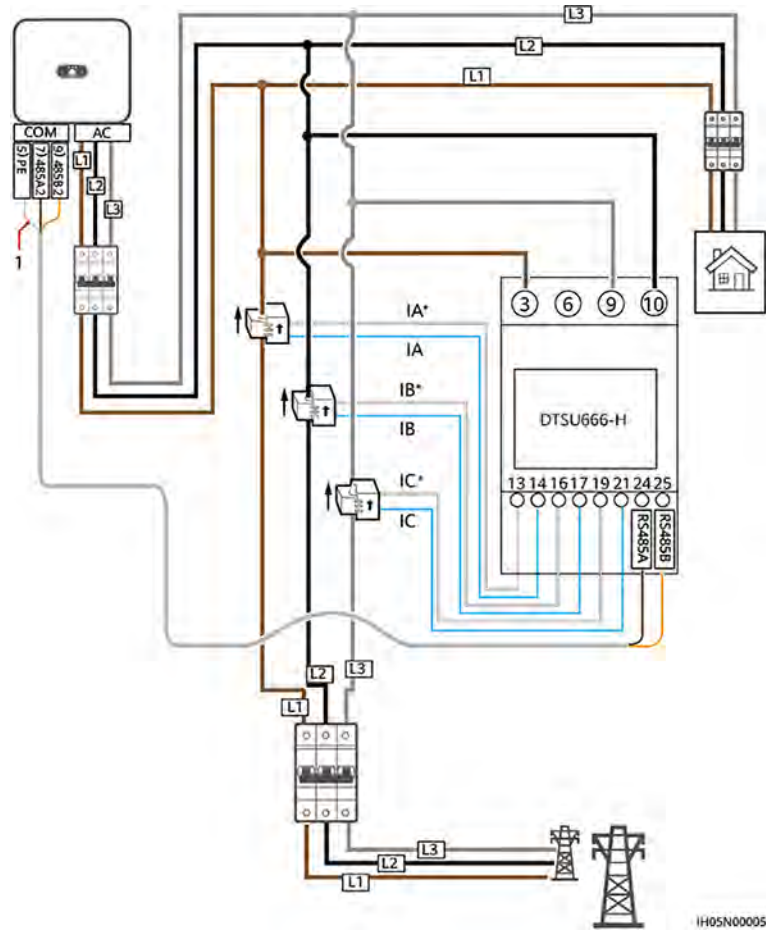 L3
L2
L1
COM
AC
5) PE
7) 485A2
9) 485B2
L1
L2
L3
1
3
6
9
10
IA*
IA
IB*
IB
DTSU666-H
IC*
IC
13 14 16 17 19 21 24 25
RS485A
RS485B
L2
L3
L1
L3
L2
L1
IH05N00005